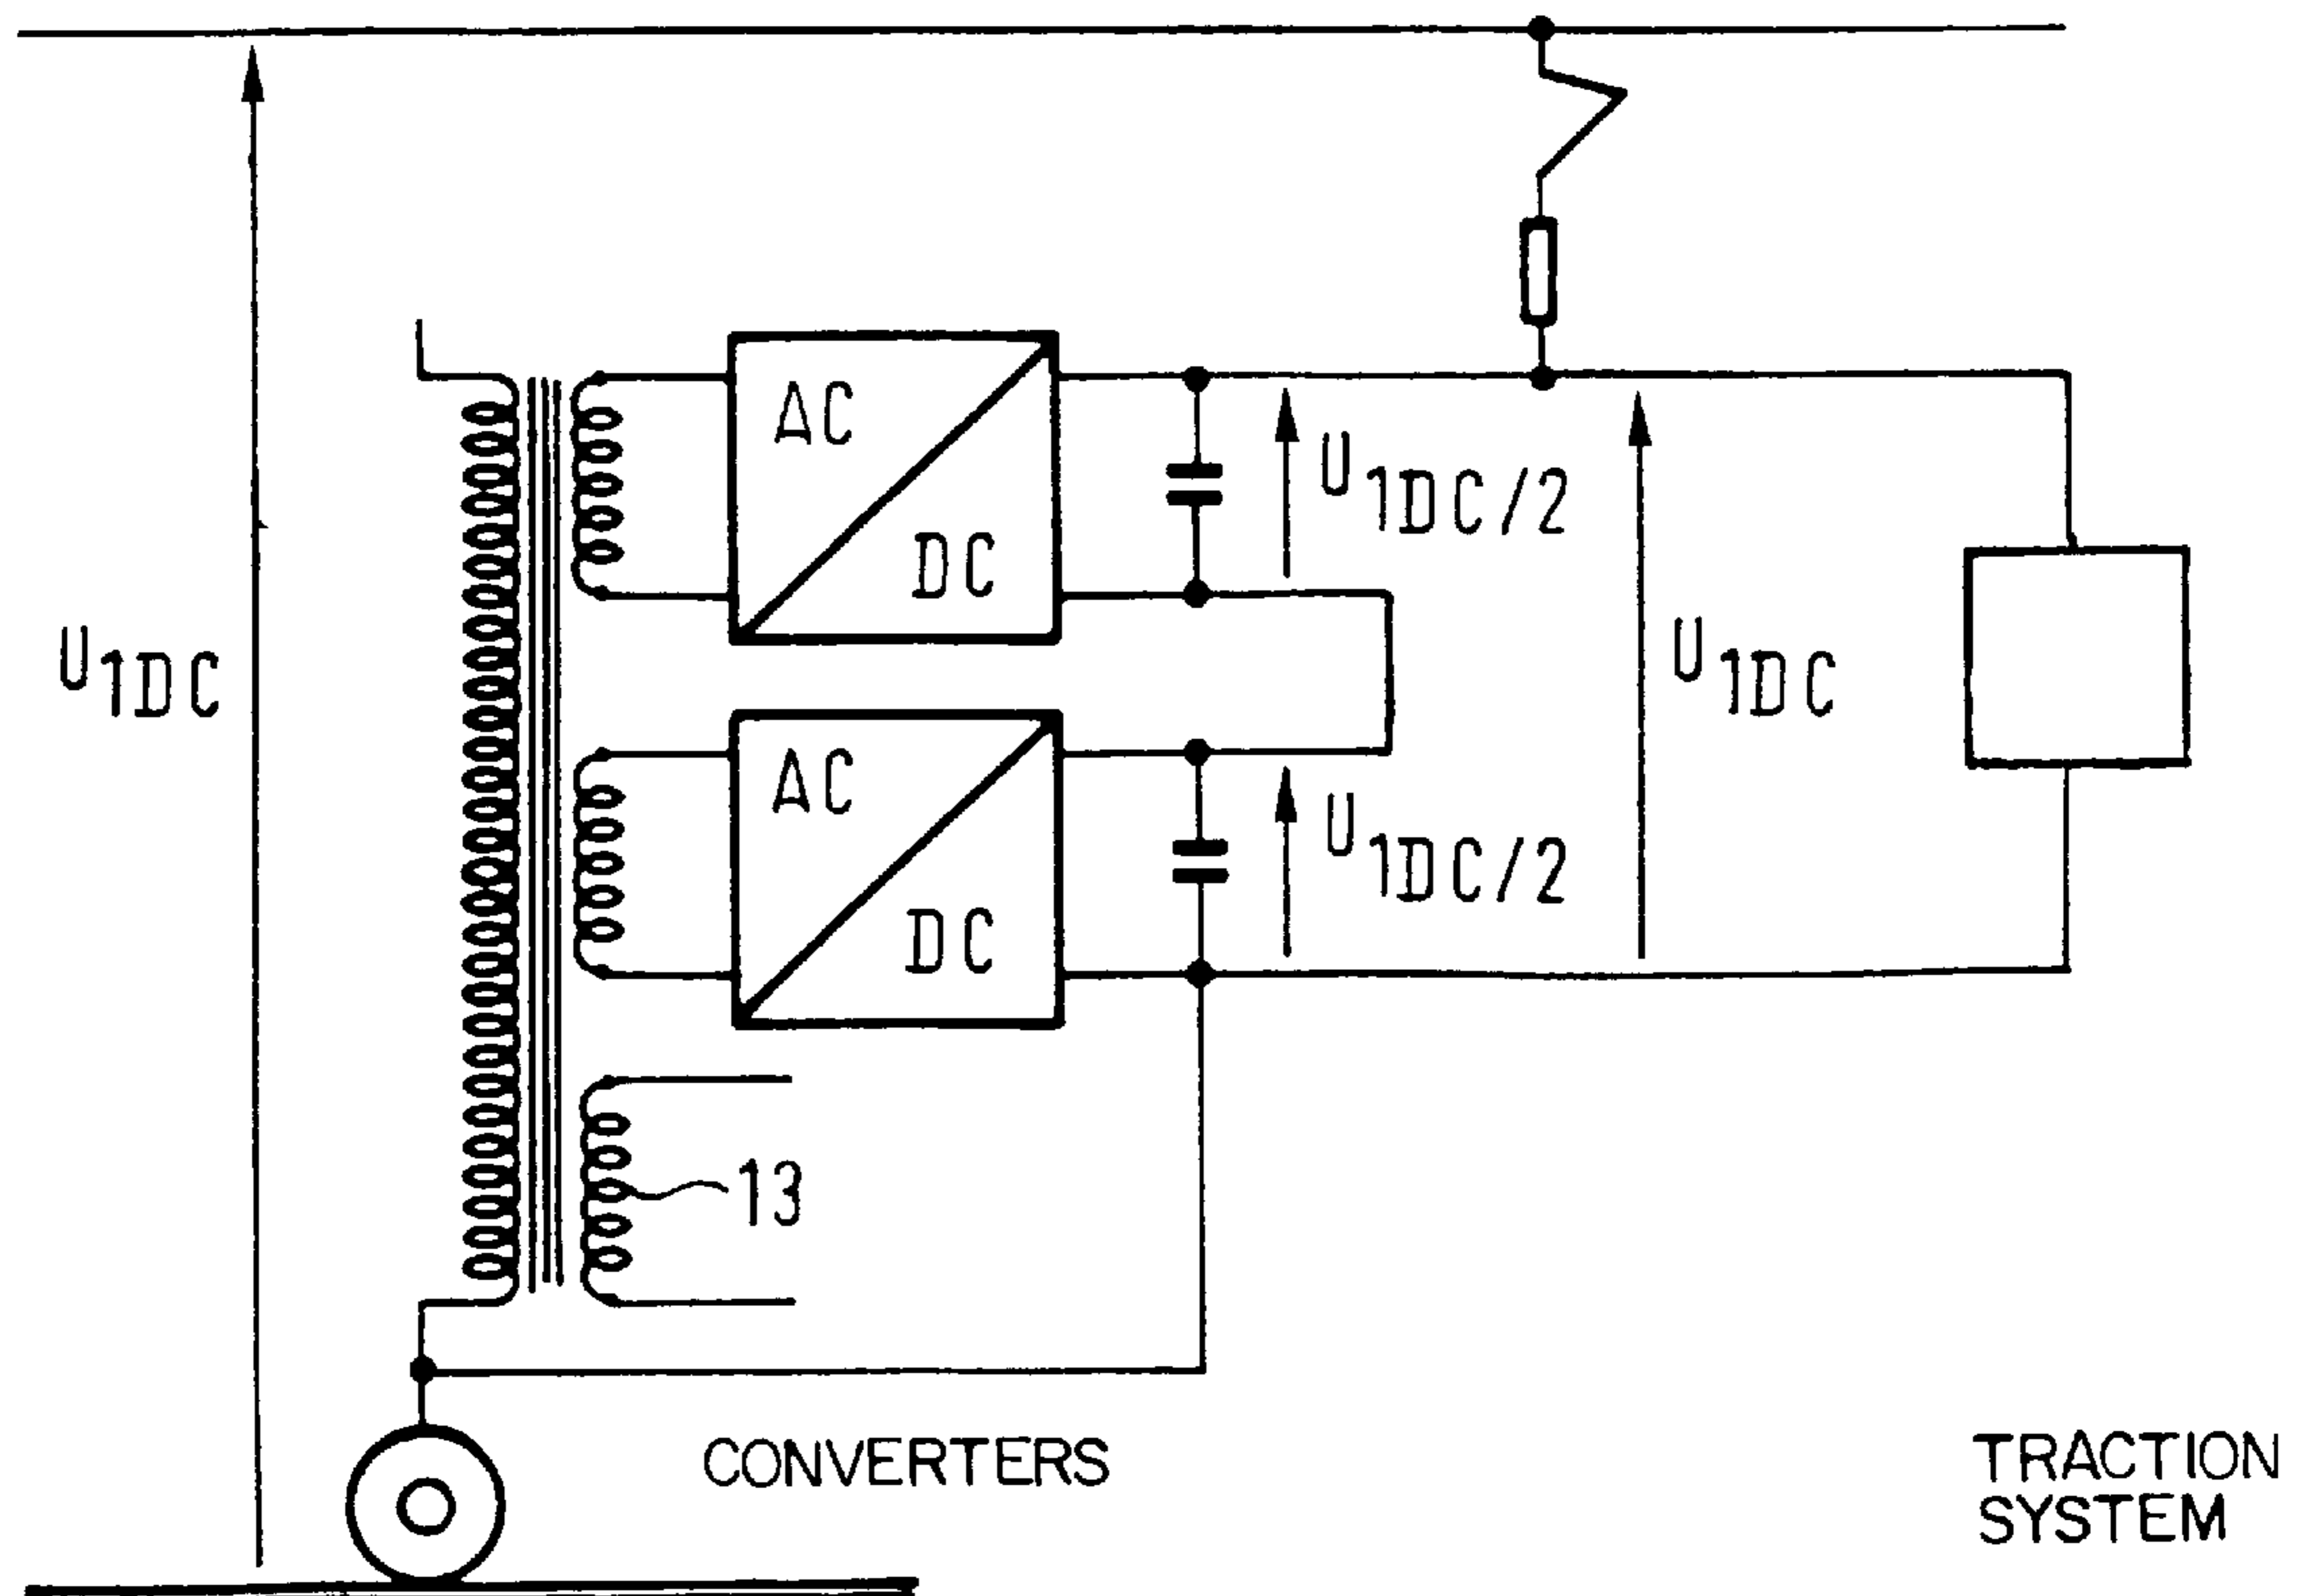 AC
DC
U1DC/2
U1DC
U1DC
AC
DC
U1DC/2
13
CONVERTERS
TRACTION
SYSTEM